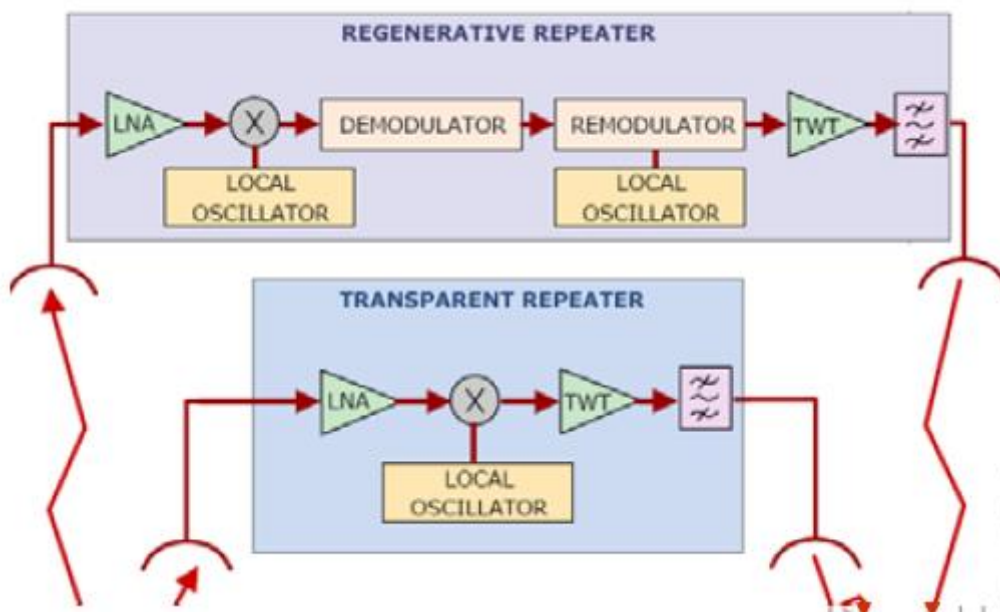 REGENERATIVE REPEATER
LNA
X
DEMODULATOR
REMODULATOR
TWT
LOCAL
OSCILLATOR
LOCAL
OSCILLATOR
TRANSPARENT REPEATER
LNA
X
TWT
LOCAL
OSCILLATOR